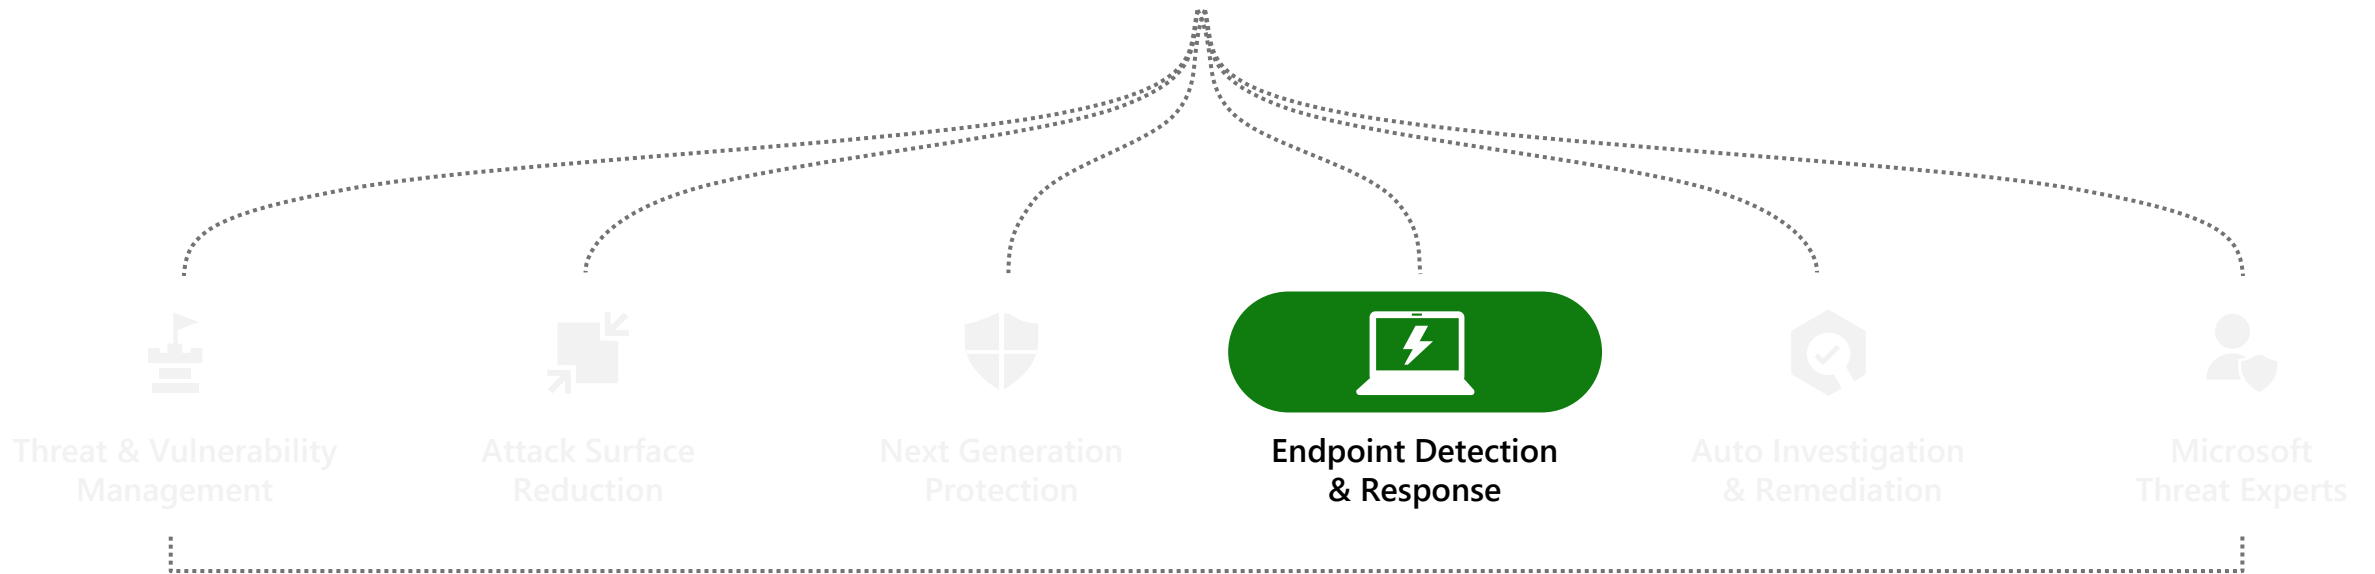 Threat & Vulnerability
Management
Attack Surface
Reduction
Next Generation
Protection
Endpoint Detection
& Response
Auto Investigation
& Remediation
Microsoft
Threat Experts